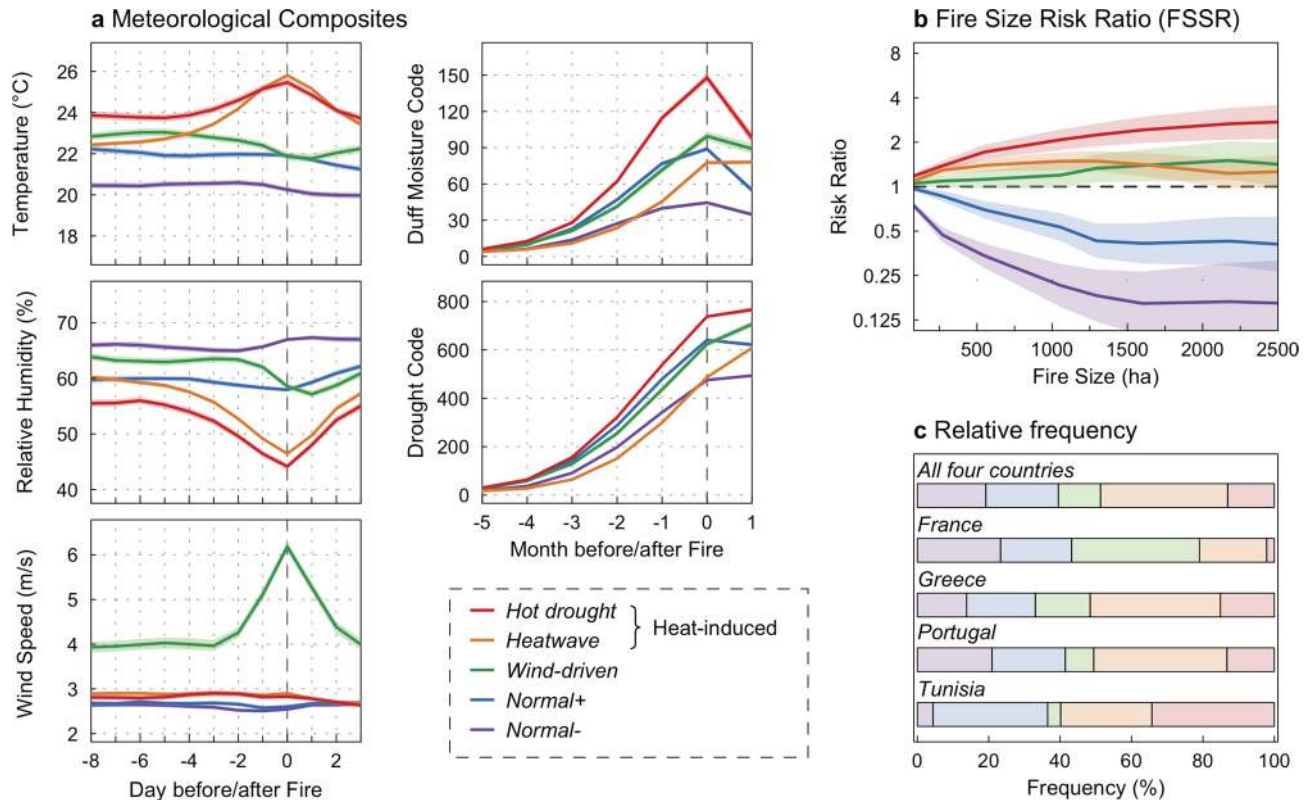 a Meteorological Composites
Temperature (°C)
26
24
22
20
18
Relative Humidity (%)
70
60
50
40
Wind Speed (m/s)
6
5
4
3
2
-8 -6 -4 -2 0 2
Day before/after Fire
Duff Moisture Code
150
120
90
60
30
0
Drought Code
800
600
400
200
0
-5 -4 -3 -2 -1 0 1
Month before/after Fire
Hot drought
Heatwave
Heat-induced
Wind-driven
Normal+
Normal-
b Fire Size Risk Ratio (FSSR)
Risk Ratio
8
4
2
1
0.5
0.25
0.125
500 1000 1500 2000 2500
Fire Size (ha)
c Relative frequency
All four countries
France
Greece
Portugal
Tunisia
0 20 40 60 80 100
Frequency (%)